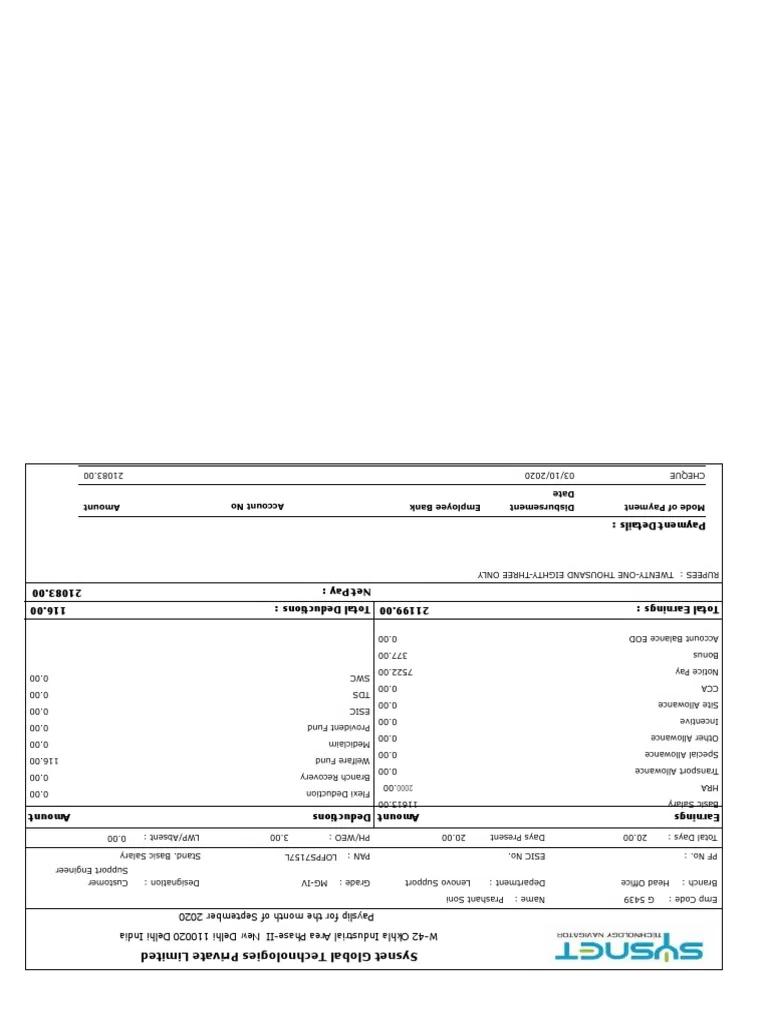 SYSNET
TECHNOLOGY NAVIGATOR
Sysnet Global Technologies Private Limited
W-42 Okhla Industrial Area Phase-II New Delhi 110020 Delhi India
Payslip for the month of September 2020
Emp Code : G 5439 Name : Prashant Soni
Branch : Head Office Department : Lenovo Support Grade : MG-IV Designation : Customer Support Engineer
PF No. : ESIC No. PAN : LOFPS7157L Stand. Basic Salary
Total Days : 20.00 Days Present 20.00 PH/WEO : 3.00 LWP/Absent : 0.00
Earnings Amount Deductions Amount
Basic Salary 11613.00 Flexi Deduction 0.00
HRA 2000.00 Branch Recovery 0.00
Transport Allowance 0.00 Welfare Fund 116.00
Special Allowance 0.00 Mediclaim 0.00
Other Allowance 0.00 Provident Fund 0.00
Incentive 0.00 ESIC 0.00
Site Allowance 0.00 TDS 0.00
CCA 0.00 SWC 0.00
Notice Pay 7522.00
Bonus 377.00
Account Balance EOD 0.00
Total Earnings : 21199.00 Total Deductions : 116.00
Net Pay : 21083.00
RUPEES : TWENTY-ONE THOUSAND EIGHTY-THREE ONLY
Payment Details :
Mode of Payment Disbursement Date Employee Bank Account No Amount
CHEQUE 03/10/2020 21083.00